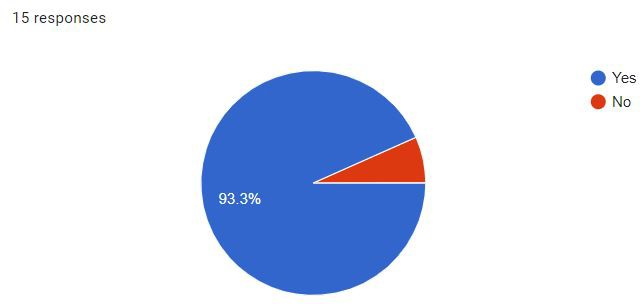 15 responses
Yes
No
93.3%